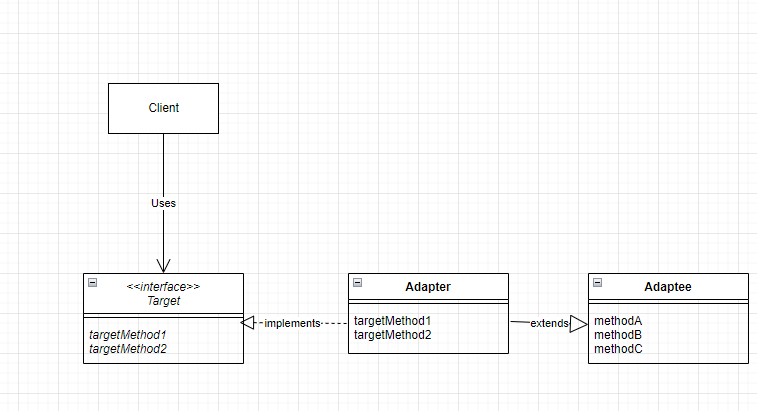 Client
Uses
<<interface>>
Target
targetMethod1
targetMethod2
implements
Adapter
targetMethod1
targetMethod2
extends
Adaptee
methodA
methodB
methodC